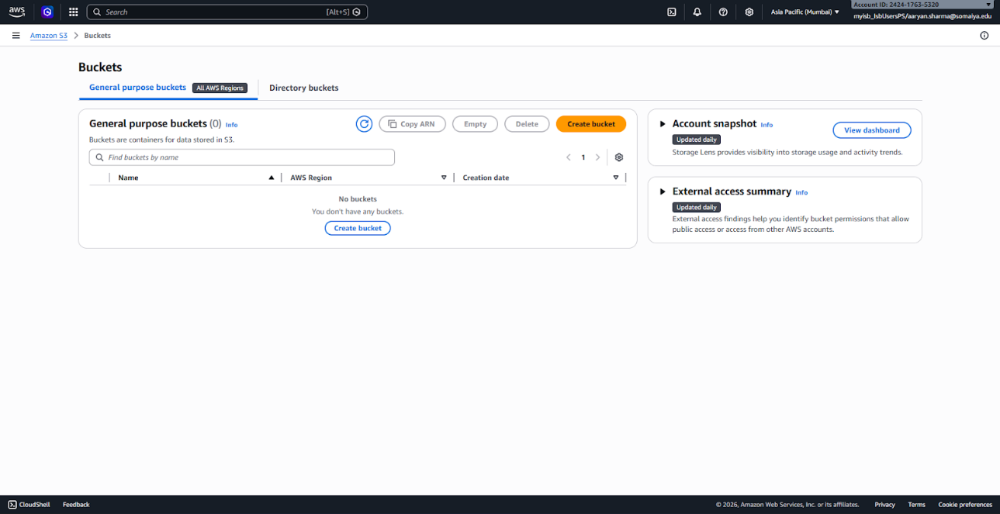 aws
Search [Alt+S]
Asia Pacific (Mumbai)
Account ID: 2424-1763-5320
myisb_IsbUsersPS/aaryan.sharma@somaiya.edu
Amazon S3 > Buckets
Buckets
General purpose buckets All AWS Regions Directory buckets
General purpose buckets (0) Info
Copy ARN Empty Delete Create bucket
Buckets are containers for data stored in S3.
Find buckets by name
1
Name AWS Region Creation date
No buckets
You don't have any buckets.
Create bucket
Account snapshot Info
View dashboard
Updated daily
Storage Lens provides visibility into storage usage and activity trends.
External access summary Info
Updated daily
External access findings help you identify bucket permissions that allow
public access or access from other AWS accounts.
CloudShell Feedback
© 2026, Amazon Web Services, Inc. or its affiliates. Privacy Terms Cookie preferences